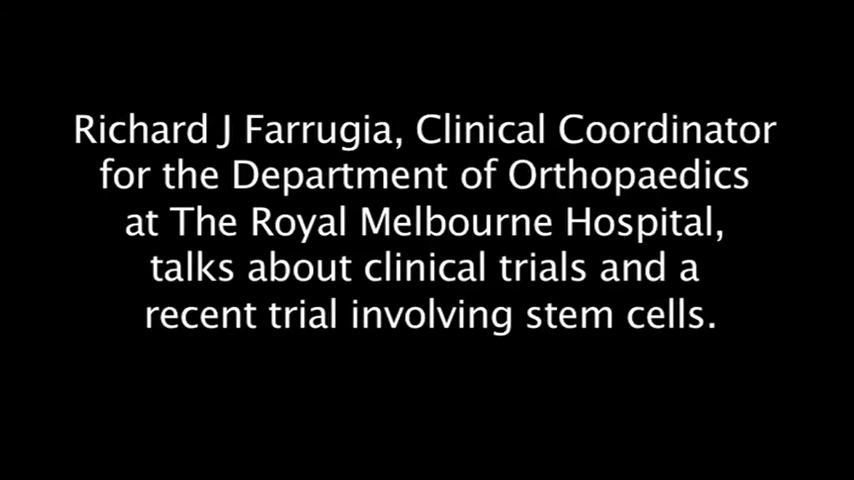 Richard J Farrugia, Clinical Coordinator
for the Department of Orthopaedics
at The Royal Melbourne Hospital,
talks about clinical trials and a
recent trial involving stem cells.